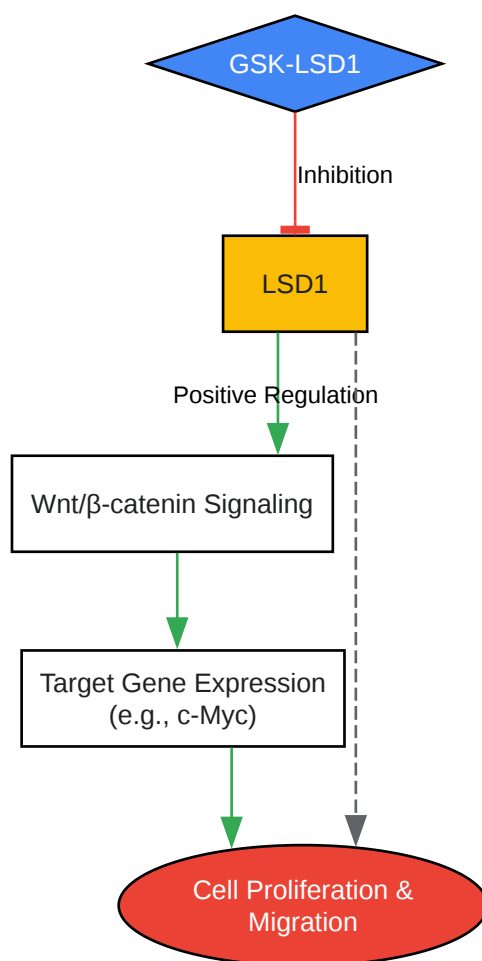 GSK-LSD1
Inhibition
LSD1
Positive Regulation
Wnt/β-catenin Signaling
Target Gene Expression
(e.g., c-Myc)
Cell Proliferation &
Migration